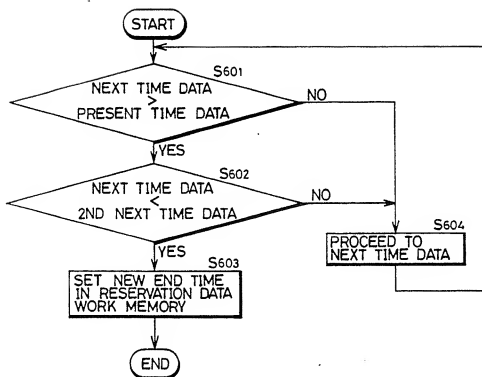 START
S601
NEXT TIME DATA
>
PRESENT TIME DATA
NO
YES
S602
NEXT TIME DATA
<
2ND NEXT TIME DATA
NO
YES
S604
PROCEED TO
NEXT TIME DATA
S603
SET NEW END TIME
IN RESERVATION DATA
WORK MEMORY
END